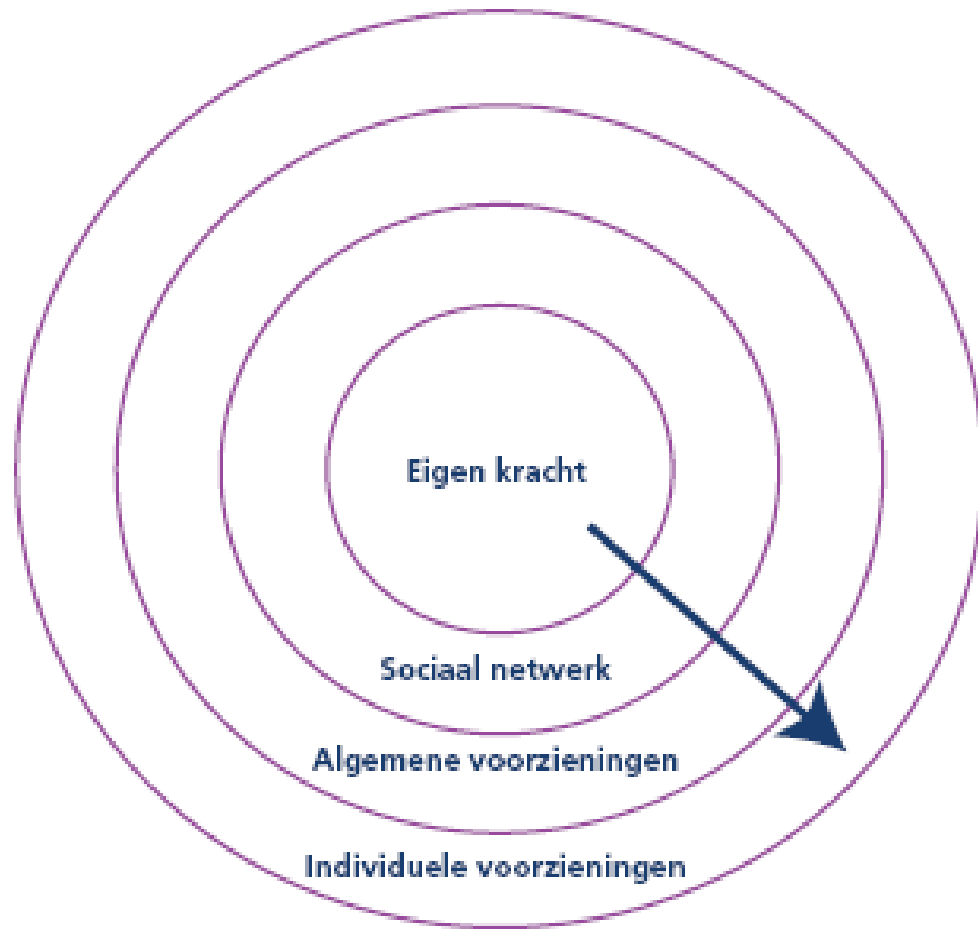 Eigen kracht
Sociaal netwerk
Algemene voorzieningen
Individuele voorzieningen